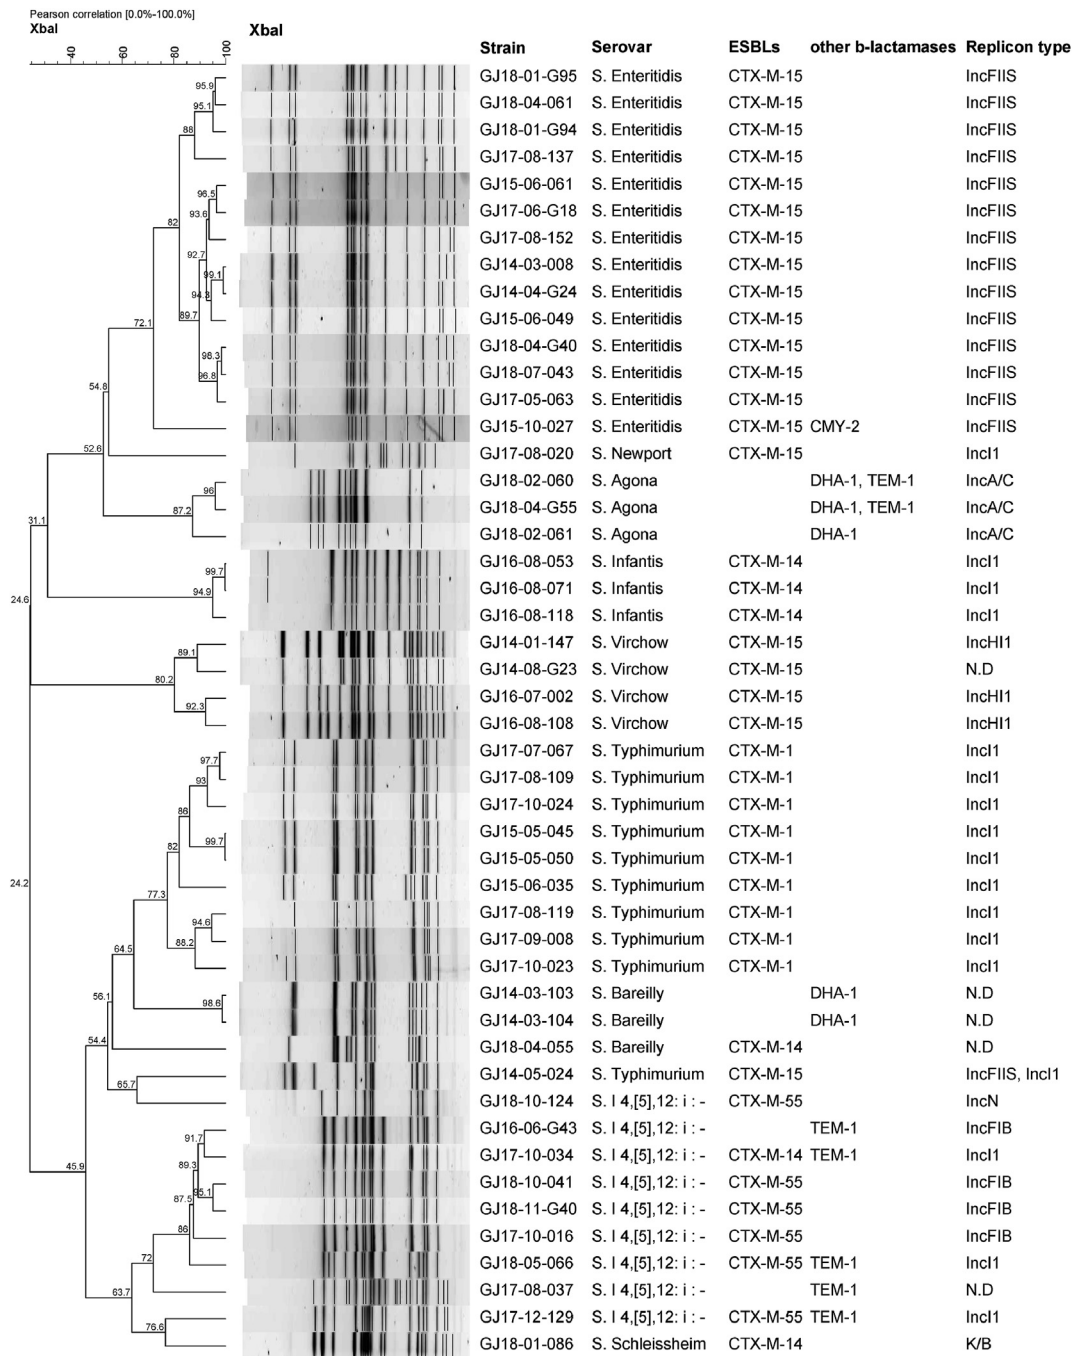 Pearson correlation [0.0%-100.0%]
XbaI XbaI
40 60 80 100
Strain Serovar ESBLs other b-lactamases Replicon type
GJ18-01-G95 S. Enteritidis CTX-M-15 IncFIIS
GJ18-04-061 S. Enteritidis CTX-M-15 IncFIIS
GJ18-01-G94 S. Enteritidis CTX-M-15 IncFIIS
GJ17-08-137 S. Enteritidis CTX-M-15 IncFIIS
GJ15-06-061 S. Enteritidis CTX-M-15 IncFIIS
GJ17-06-G18 S. Enteritidis CTX-M-15 IncFIIS
GJ17-08-152 S. Enteritidis CTX-M-15 IncFIIS
GJ14-03-008 S. Enteritidis CTX-M-15 IncFIIS
GJ14-04-G24 S. Enteritidis CTX-M-15 IncFIIS
GJ15-06-049 S. Enteritidis CTX-M-15 IncFIIS
GJ18-04-G40 S. Enteritidis CTX-M-15 IncFIIS
GJ18-07-043 S. Enteritidis CTX-M-15 IncFIIS
GJ17-05-063 S. Enteritidis CTX-M-15 IncFIIS
GJ15-10-027 S. Enteritidis CTX-M-15 CMY-2 IncFIIS
GJ17-08-020 S. Newport CTX-M-15 IncI1
GJ18-02-060 S. Agona DHA-1, TEM-1 IncA/C
GJ18-04-G55 S. Agona DHA-1, TEM-1 IncA/C
GJ18-02-061 S. Agona DHA-1 IncA/C
GJ16-08-053 S. Infantis CTX-M-14 IncI1
GJ16-08-071 S. Infantis CTX-M-14 IncI1
GJ16-08-118 S. Infantis CTX-M-14 IncI1
GJ14-01-147 S. Virchow CTX-M-15 IncHI1
GJ14-08-G23 S. Virchow CTX-M-15 N.D
GJ16-07-002 S. Virchow CTX-M-15 IncHI1
GJ16-08-108 S. Virchow CTX-M-15 IncHI1
GJ17-07-067 S. Typhimurium CTX-M-1 IncI1
GJ17-08-109 S. Typhimurium CTX-M-1 IncI1
GJ17-10-024 S. Typhimurium CTX-M-1 IncI1
GJ15-05-045 S. Typhimurium CTX-M-1 IncI1
GJ15-05-050 S. Typhimurium CTX-M-1 IncI1
GJ15-06-035 S. Typhimurium CTX-M-1 IncI1
GJ17-08-119 S. Typhimurium CTX-M-1 IncI1
GJ17-09-008 S. Typhimurium CTX-M-1 IncI1
GJ17-10-023 S. Typhimurium CTX-M-1 IncI1
GJ14-03-103 S. Bareilly DHA-1 N.D
GJ14-03-104 S. Bareilly DHA-1 N.D
GJ18-04-055 S. Bareilly CTX-M-14 N.D
GJ14-05-024 S. Typhimurium CTX-M-15 IncFIIS, IncI1
GJ18-10-124 S. I 4,[5],12: i : - CTX-M-55 IncN
GJ16-06-G43 S. I 4,[5],12: i : - TEM-1 IncFIB
GJ17-10-034 S. I 4,[5],12: i : - CTX-M-14 TEM-1 IncI1
GJ18-10-041 S. I 4,[5],12: i : - CTX-M-55 IncFIB
GJ18-11-G40 S. I 4,[5],12: i : - CTX-M-55 IncFIB
GJ17-10-016 S. I 4,[5],12: i : - CTX-M-55 IncFIB
GJ18-05-066 S. I 4,[5],12: i : - CTX-M-55 TEM-1 IncI1
GJ17-08-037 S. I 4,[5],12: i : - TEM-1 N.D
GJ17-12-129 S. I 4,[5],12: i : - CTX-M-55 TEM-1 IncI1
GJ18-01-086 S. Schleissheim CTX-M-14 K/B
95.9
95.1
88
96.5
93.6
82
92.7
99.1
94.3
89.7
72.1
98.3
96.8
54.8
52.6
96
87.2
31.1
99.7
94.9
24.6
89.1
80.2
92.3
97.7
93
86
99.7
82
24.2
77.3
94.6
88.2
64.5
56.1
98.6
54.4
65.7
91.7
45.9
89.3
95.1
87.5
86
72
63.7
76.6